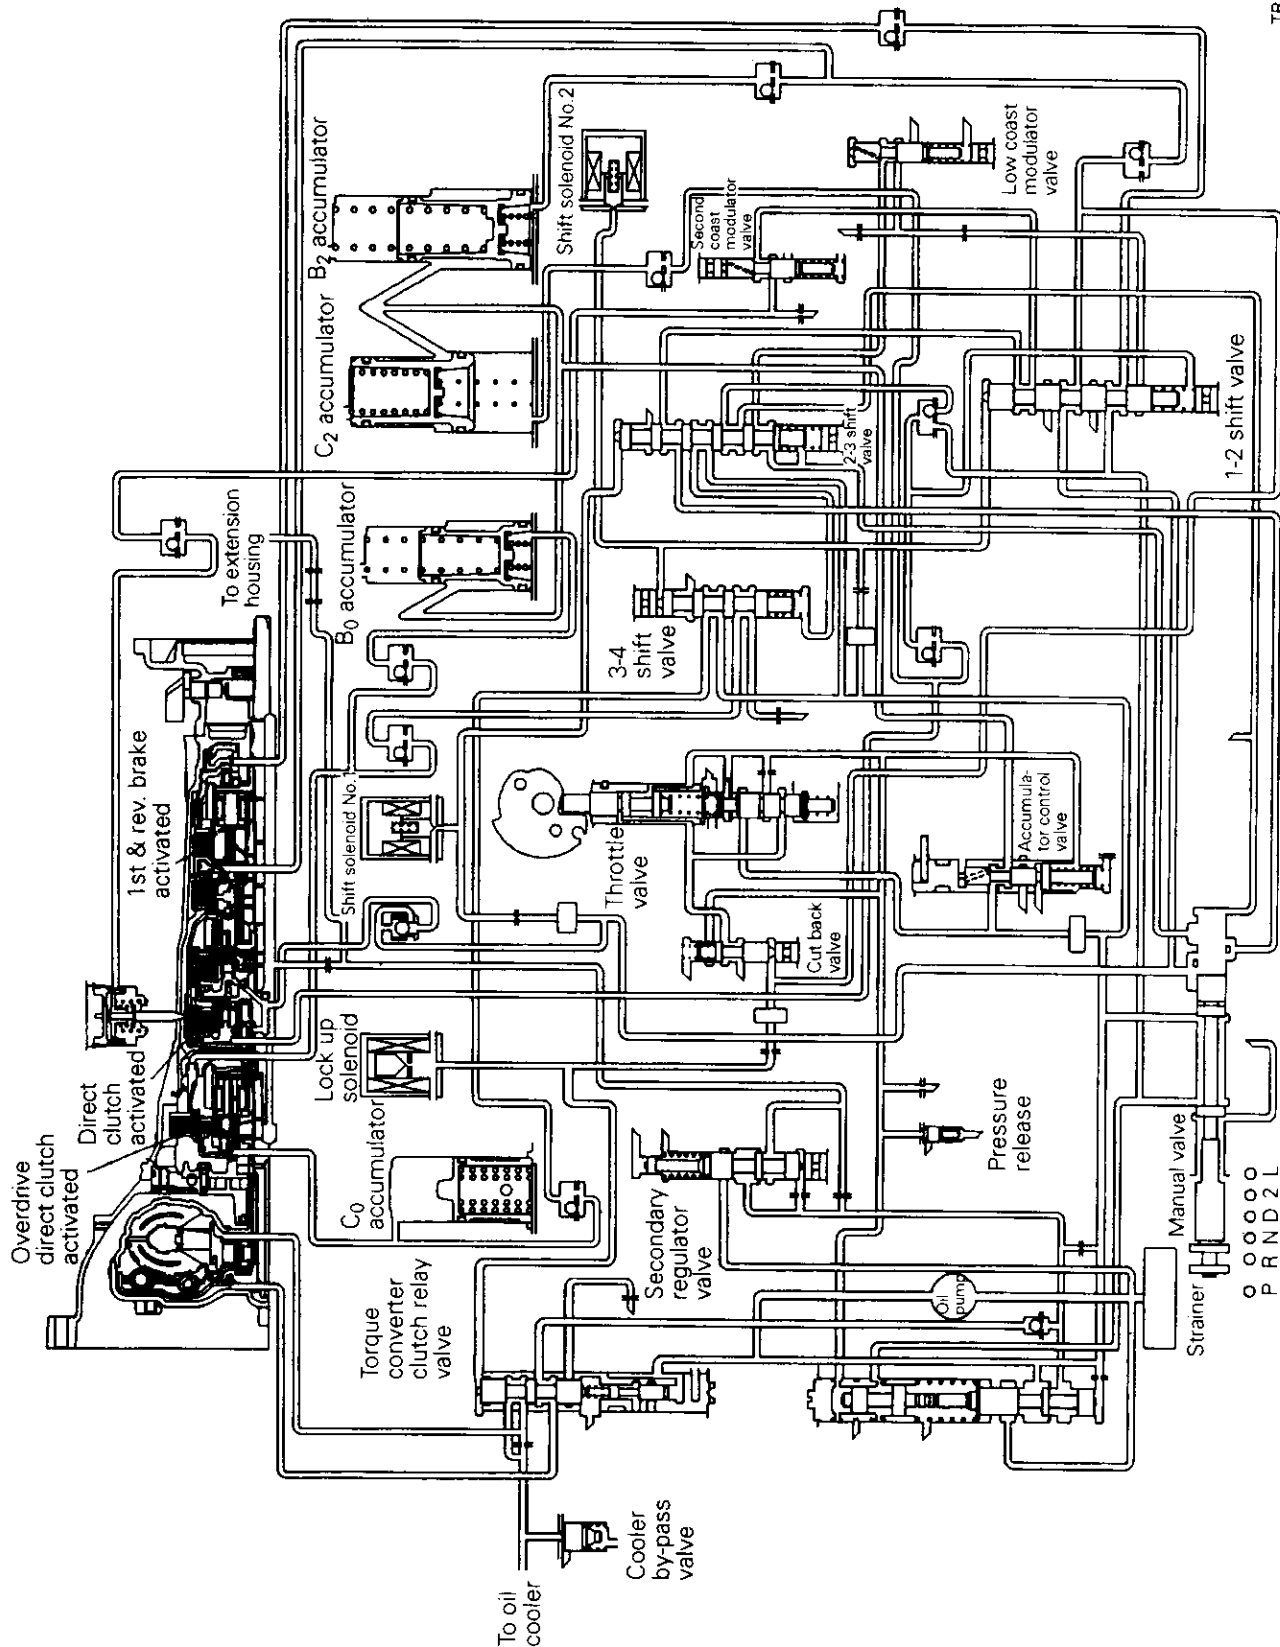 Overdrive
direct clutch
activated
Direct
clutch
activated
1st & rev. brake
activated
To extension
housing
C2 accumulator
B2 accumulator
Shift solenoid No.2
B0 accumulator
Shift solenoid No.1
Lock up
solenoid
C0
accumulator
Torque
converter
clutch relay
valve
To oil
cooler
Cooler
by-pass
valve
Secondary
regulator
valve
Throttle
valve
Cut back
valve
3-4
shift
valve
2-3 shift
valve
Second
coast
modulator
valve
Low coast
modulator
valve
1-2 shift valve
Accumula-
tor control
valve
Pressure
release
Oil
pump
Strainer
Manual valve
P R N D 2 L
TR